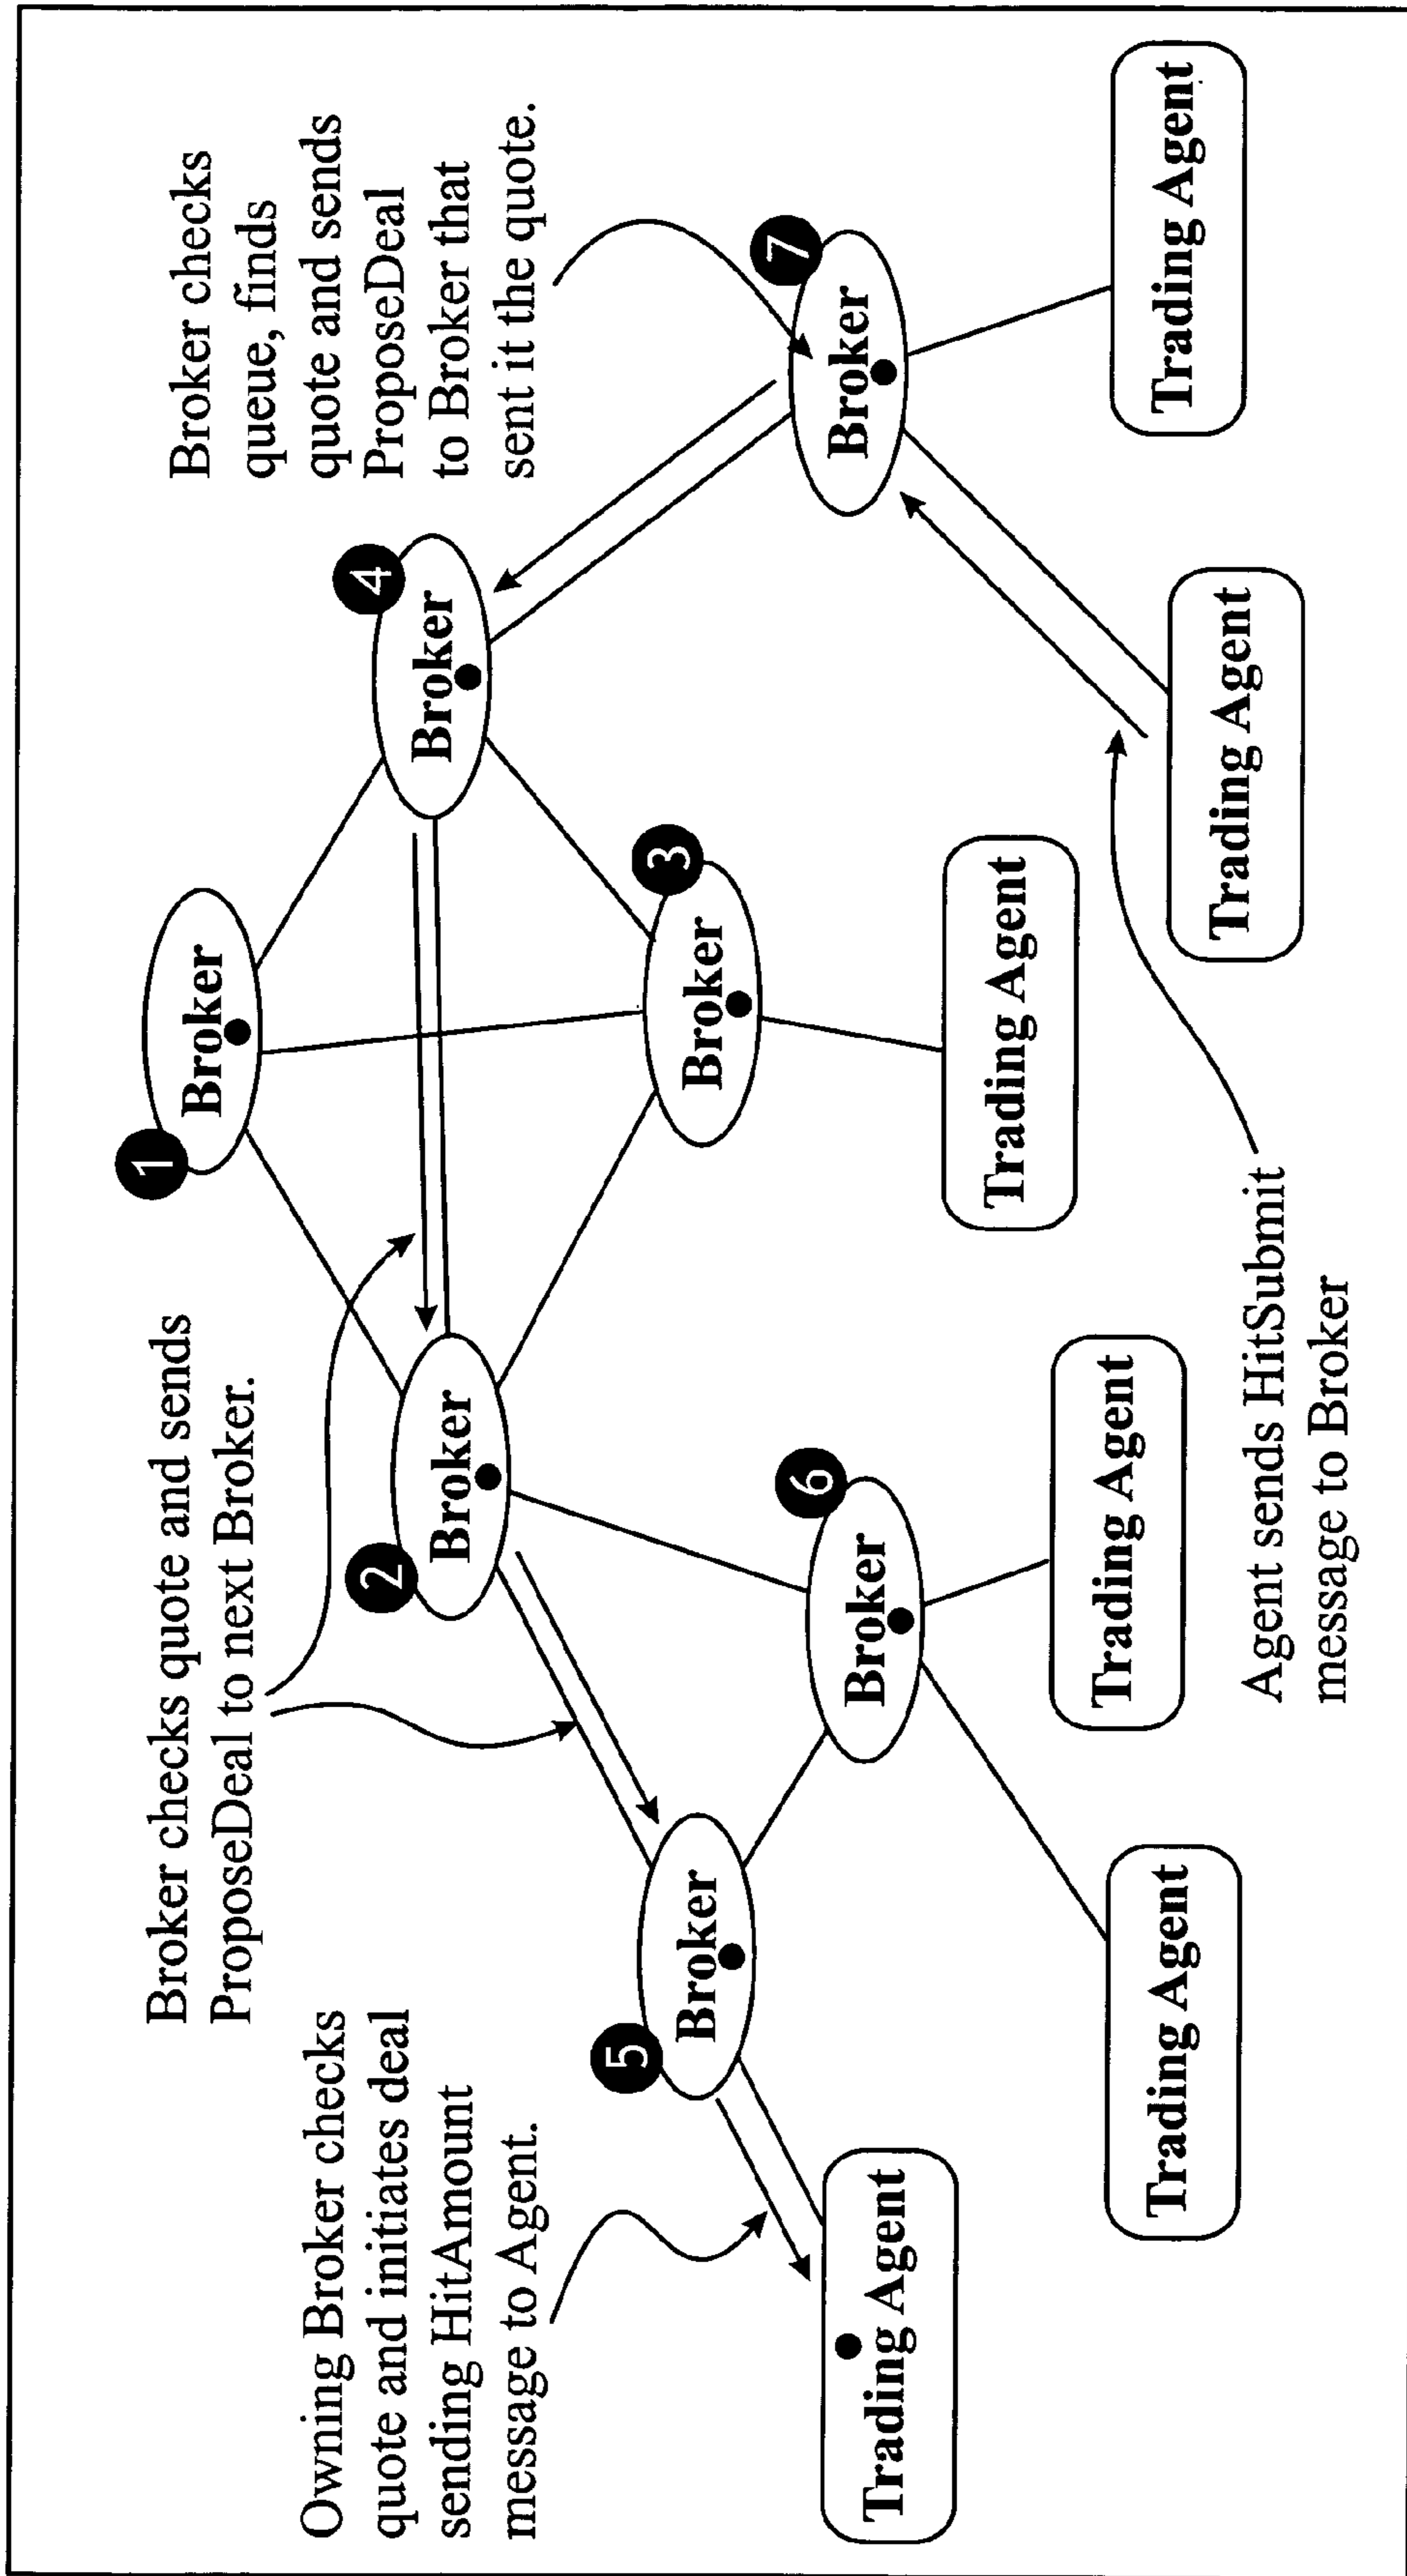 Owning Broker checks
quote and initiates deal
sending HitAmount
message to Agent.
Broker checks quote and sends
ProposeDeal to next Broker.
Broker checks
queue, finds
quote and sends
ProposeDeal
to Broker that
sent it the quote.
1
Broker
2
Broker
3
Broker
4
Broker
5
Broker
6
Broker
7
Broker
Trading Agent
Trading Agent
Trading Agent
Trading Agent
Trading Agent
Trading Agent
Agent sends HitSubmit
message to Broker